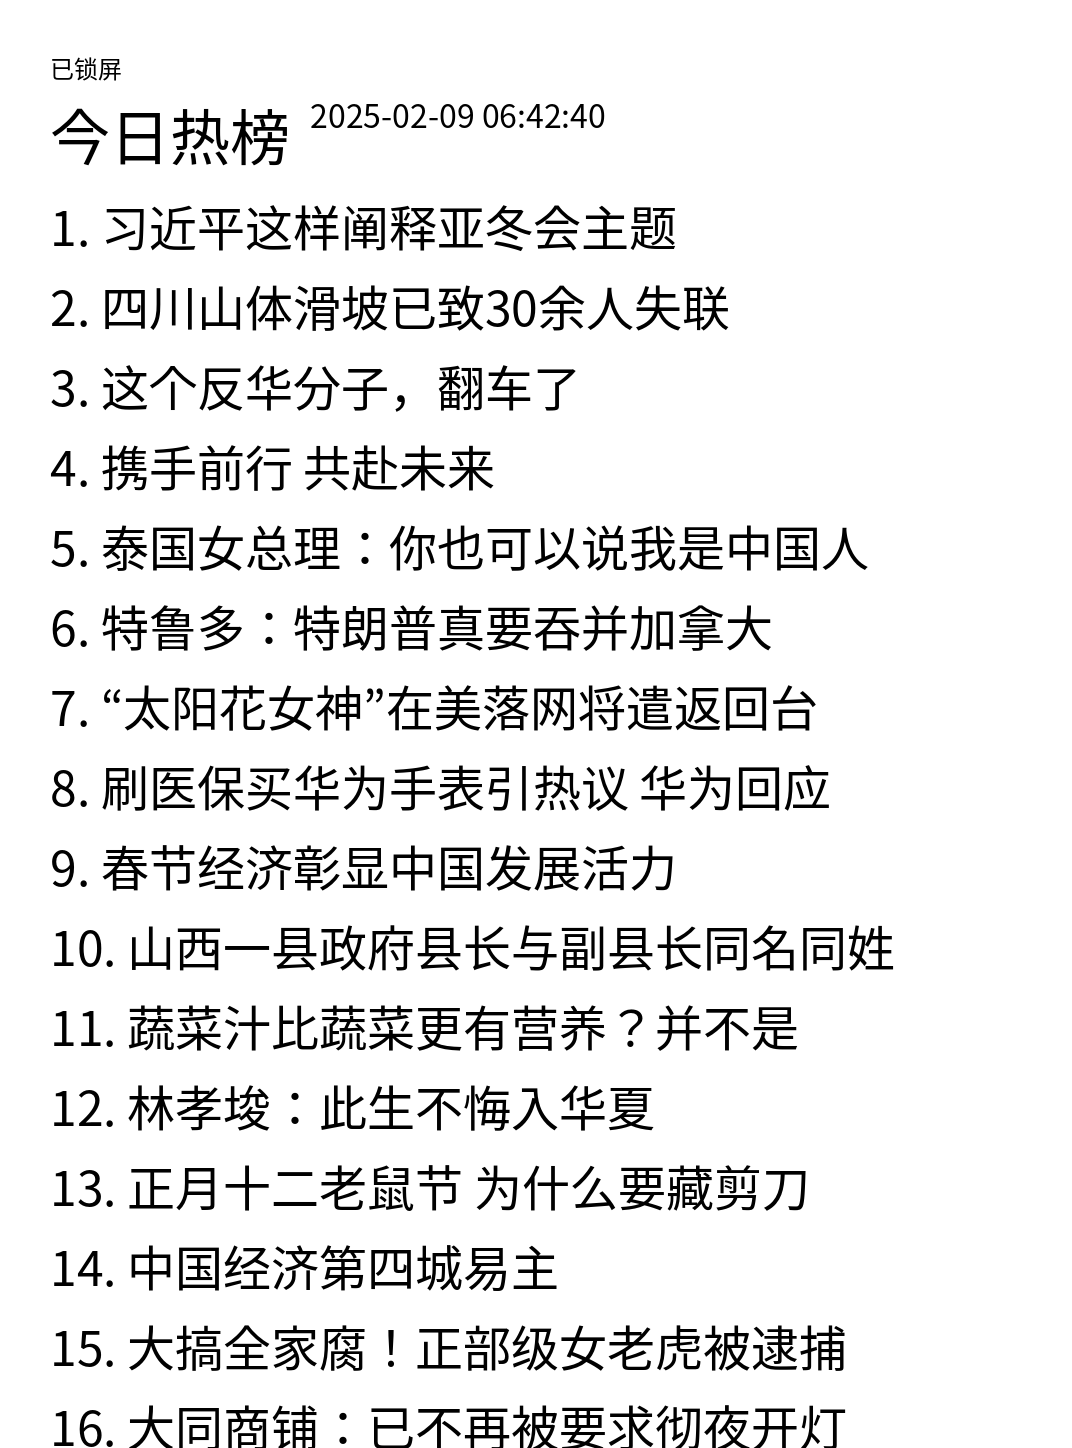 已锁屏
今日热榜 2025-02-09 06:42:40
1. 习近平这样阐释亚冬会主题
2. 四川山体滑坡已致30余人失联
3. 这个反华分子，翻车了
4. 携手前行 共赴未来
5. 泰国女总理：你也可以说我是中国人
6. 特鲁多：特朗普真要吞并加拿大
7. “太阳花女神”在美落网将遣返回台
8. 刷医保买华为手表引热议 华为回应
9. 春节经济彰显中国发展活力
10. 山西一县政府县长与副县长同名同姓
11. 蔬菜汁比蔬菜更有营养？并不是
12. 林孝埈：此生不悔入华夏
13. 正月十二老鼠节 为什么要藏剪刀
14. 中国经济第四城易主
15. 大搞全家腐！正部级女老虎被逮捕
16. 大同商铺：已不再被要求彻夜开灯